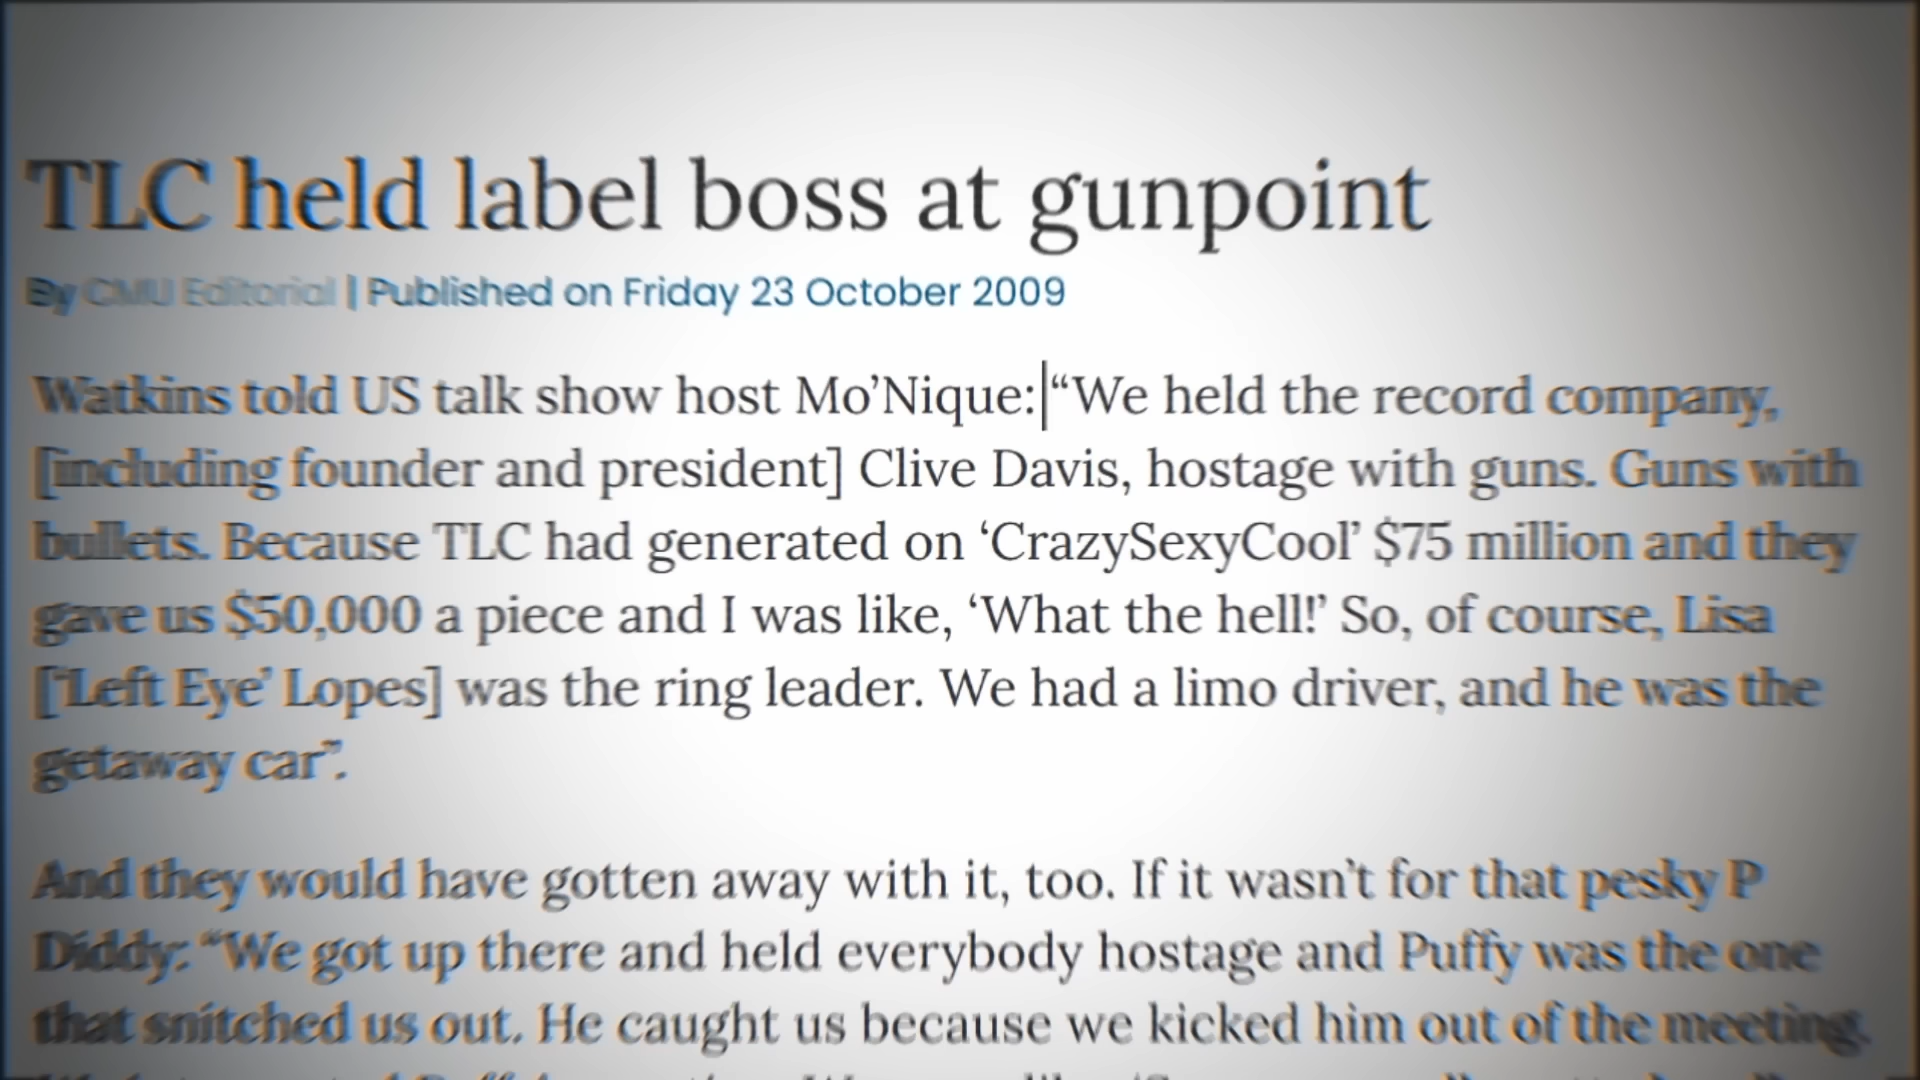 TLC held label boss at gunpoint
By CMU Editorial | Published on Friday 23 October 2009
Watkins told US talk show host Mo’Nique: “We held the record company,
[including founder and president] Clive Davis, hostage with guns. Guns with
bullets. Because TLC had generated on ‘CrazySexyCool’ $75 million and they
gave us $50,000 a piece and I was like, ‘What the hell!’ So, of course, Lisa
[‘Left Eye’ Lopes] was the ring leader. We had a limo driver, and he was the
getaway car”.
And they would have gotten away with it, too. If it wasn’t for that pesky P
Diddy: “We got up there and held everybody hostage and Puffy was the one
that snitched us out. He caught us because we kicked him out of the meeting.